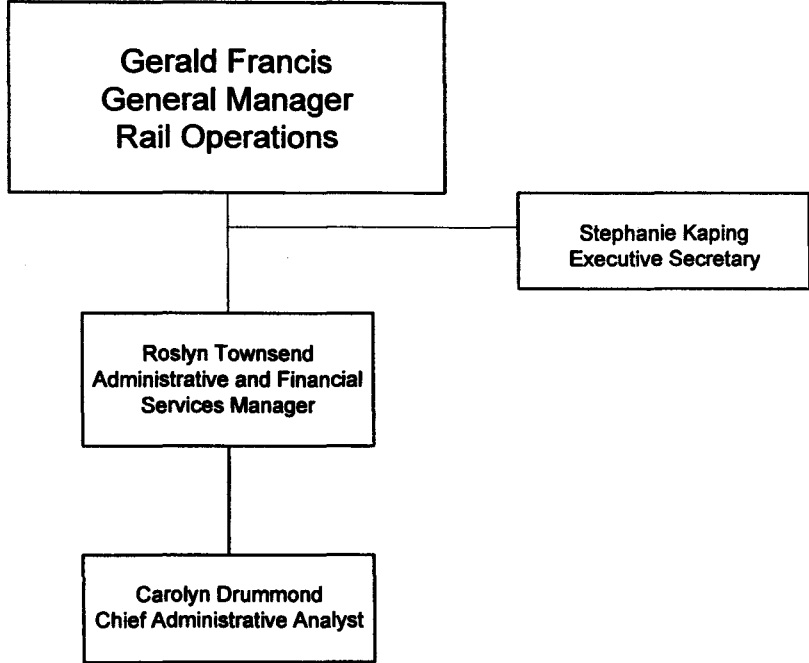 Gerald Francis
General Manager
Rail Operations
Stephanie Kaping
Executive Secretary
Roslyn Townsend
Administrative and Financial
Services Manager
Carolyn Drummond
Chief Administrative Analyst